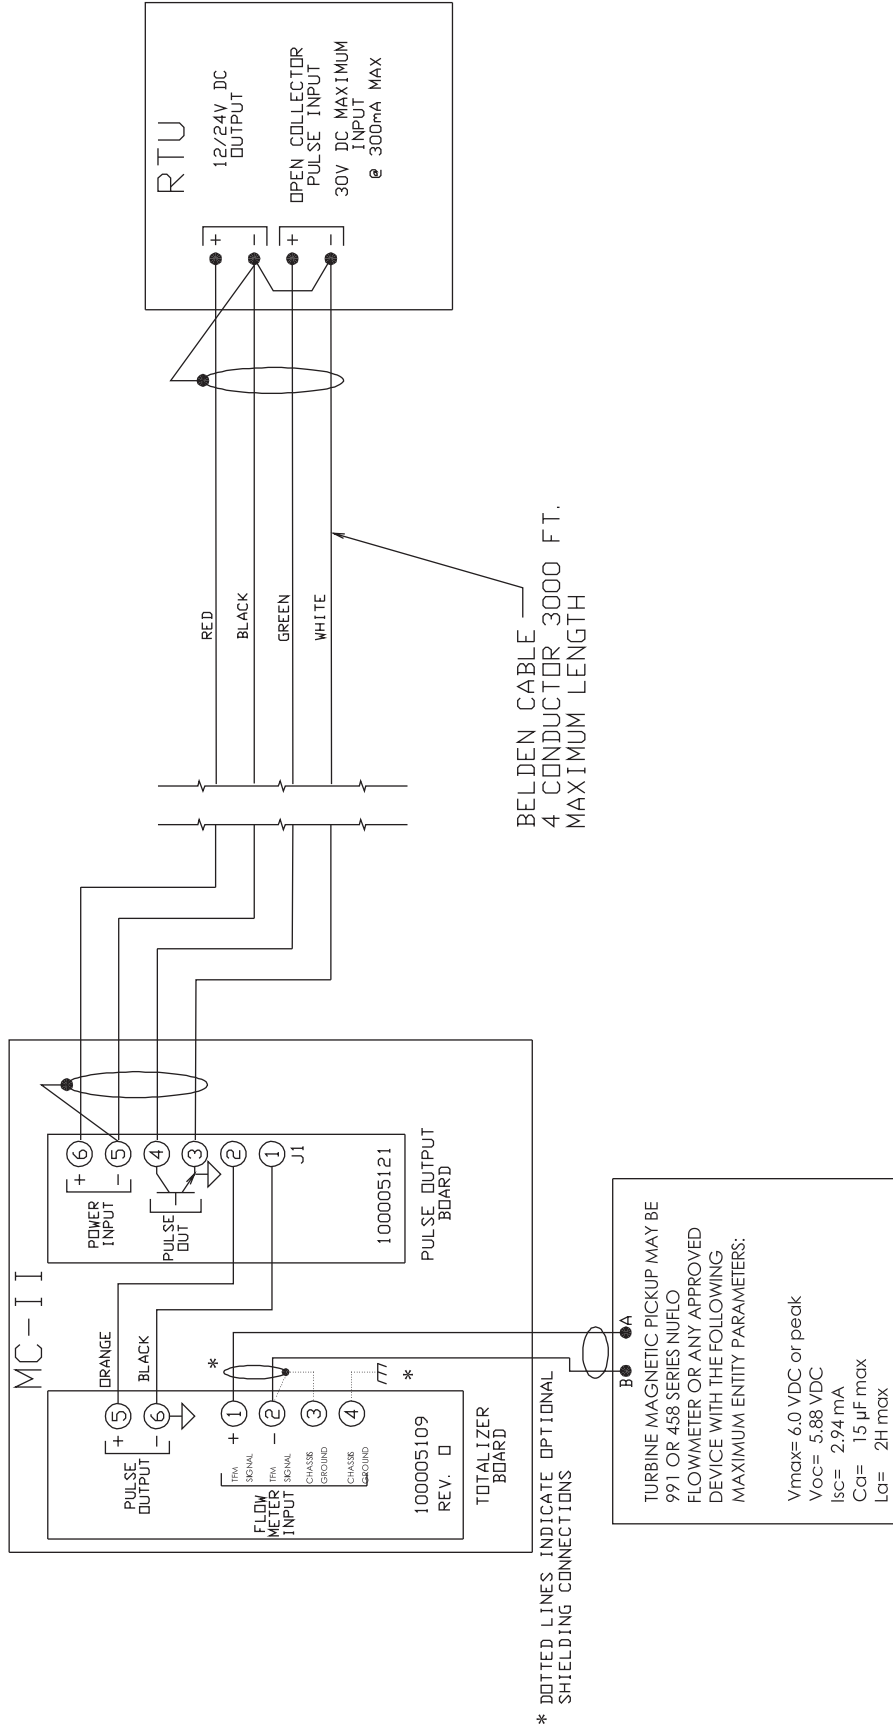 MC-II
PULSE
OUTPUT
+
-
5
6
ORANGE
BLACK
FLOW
METER
INPUT
+
-
TFM
SIGNAL
TFM
SIGNAL
CHASSIS
GROUND
CHASSIS
GROUND
1
2
3
4
*
*
100005109
REV. D
TOTALIZER
BOARD
POWER
INPUT
+
-
PULSE
OUT
6
5
4
3
2
1
J1
100005121
PULSE OUTPUT
BOARD
RED
BLACK
GREEN
WHITE
BELDEN CABLE
4 CONDUCTOR 3000 FT.
MAXIMUM LENGTH
RTU
+
-
+
-
12/24V DC
OUTPUT
OPEN COLLECTOR
PULSE INPUT
30V DC MAXIMUM
INPUT
@ 300mA MAX
* DOTTED LINES INDICATE OPTIONAL
SHIELDING CONNECTIONS
B
A
TURBINE MAGNETIC PICKUP MAY BE
991 OR 458 SERIES NUFLO
FLOWMETER OR ANY APPROVED
DEVICE WITH THE FOLLOWING
MAXIMUM ENTITY PARAMETERS:
Vmax= 6.0 VDC or peak
Voc= 5.88 VDC
Isc= 2.94 mA
Ca= 15 µF max
La= 2H max